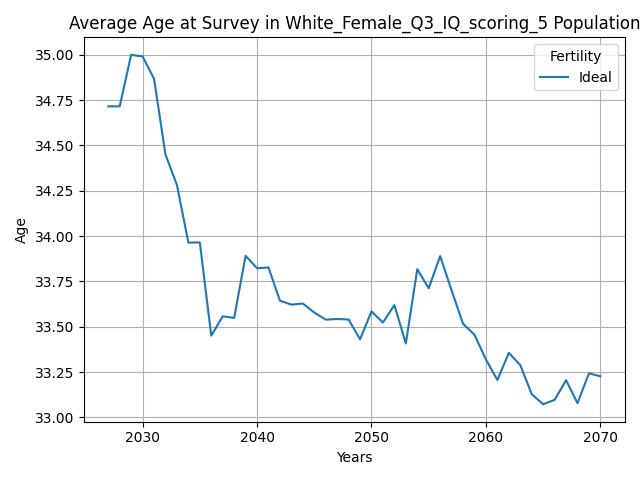 Average Age at Survey in White_Female_Q3_IQ_scoring_5 Population
Fertility
Ideal
Age
35.00
34.75
34.50
34.25
34.00
33.75
33.50
33.25
33.00
2030 2040 2050 2060 2070
Years